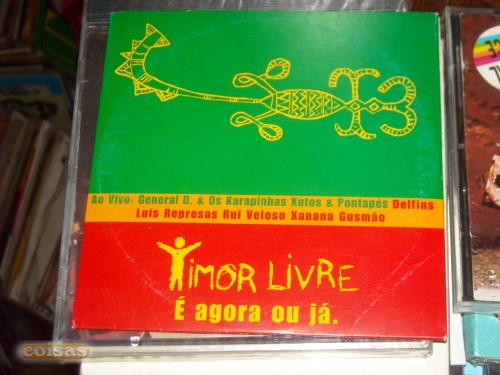 Ao Vivo: General D. & Os Karapinhas Xutos & Pontapés Delfins
Luís Represas Rui Veloso Xanana Gusmão
TIMOR LIVRE
É agora ou já.
coisas